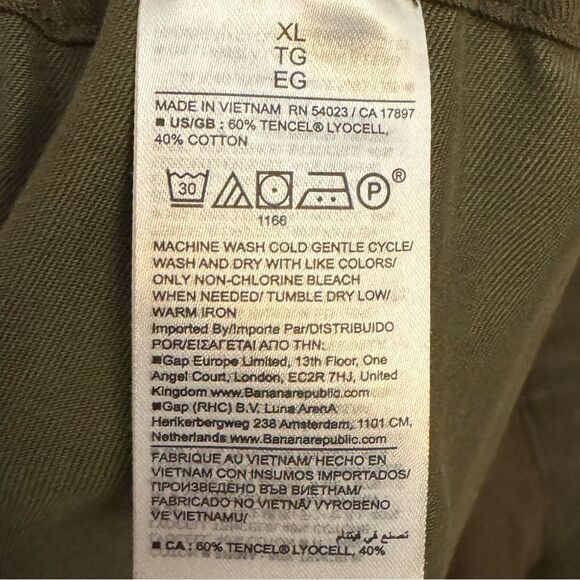 XL
TG
EG
MADE IN VIETNAM RN 54023 / CA 17897
■ US/GB : 60% TENCEL® LYOCELL,
40% COTTON
30 P ®
1166
MACHINE WASH COLD GENTLE CYCLE/
WASH AND DRY WITH LIKE COLORS/
ONLY NON-CHLORINE BLEACH
WHEN NEEDED/ TUMBLE DRY LOW/
WARM IRON
Imported By/Importe Par/DISTRIBUIDO
POR/ΕΙΣΑΓΕΤΑΙ ΑΠΟ ΤΗΝ:
■Gap Europe Limited, 13th Floor, One
Angel Court, London, EC2R 7HJ, United
Kingdom www.Bananarepublic.com
■Gap (RHC) B.V. Luna ArenA
Herikerbergweg 238 Amsterdam, 1101 CM,
Netherlands www.Bananarepublic.com
FABRIQUE AU VIETNAM/ HECHO EN
VIETNAM CON INSUMOS IMPORTADOS/
ПРОИЗВЕДЕНО ВЪВ ВИЕТНАМ/
FABRICADO NO VIETNÃ/ VYROBENO
VE VIETNAMU/
تصنع في فيتنام
■ CA : 60% TENCEL® LYOCELL, 40%